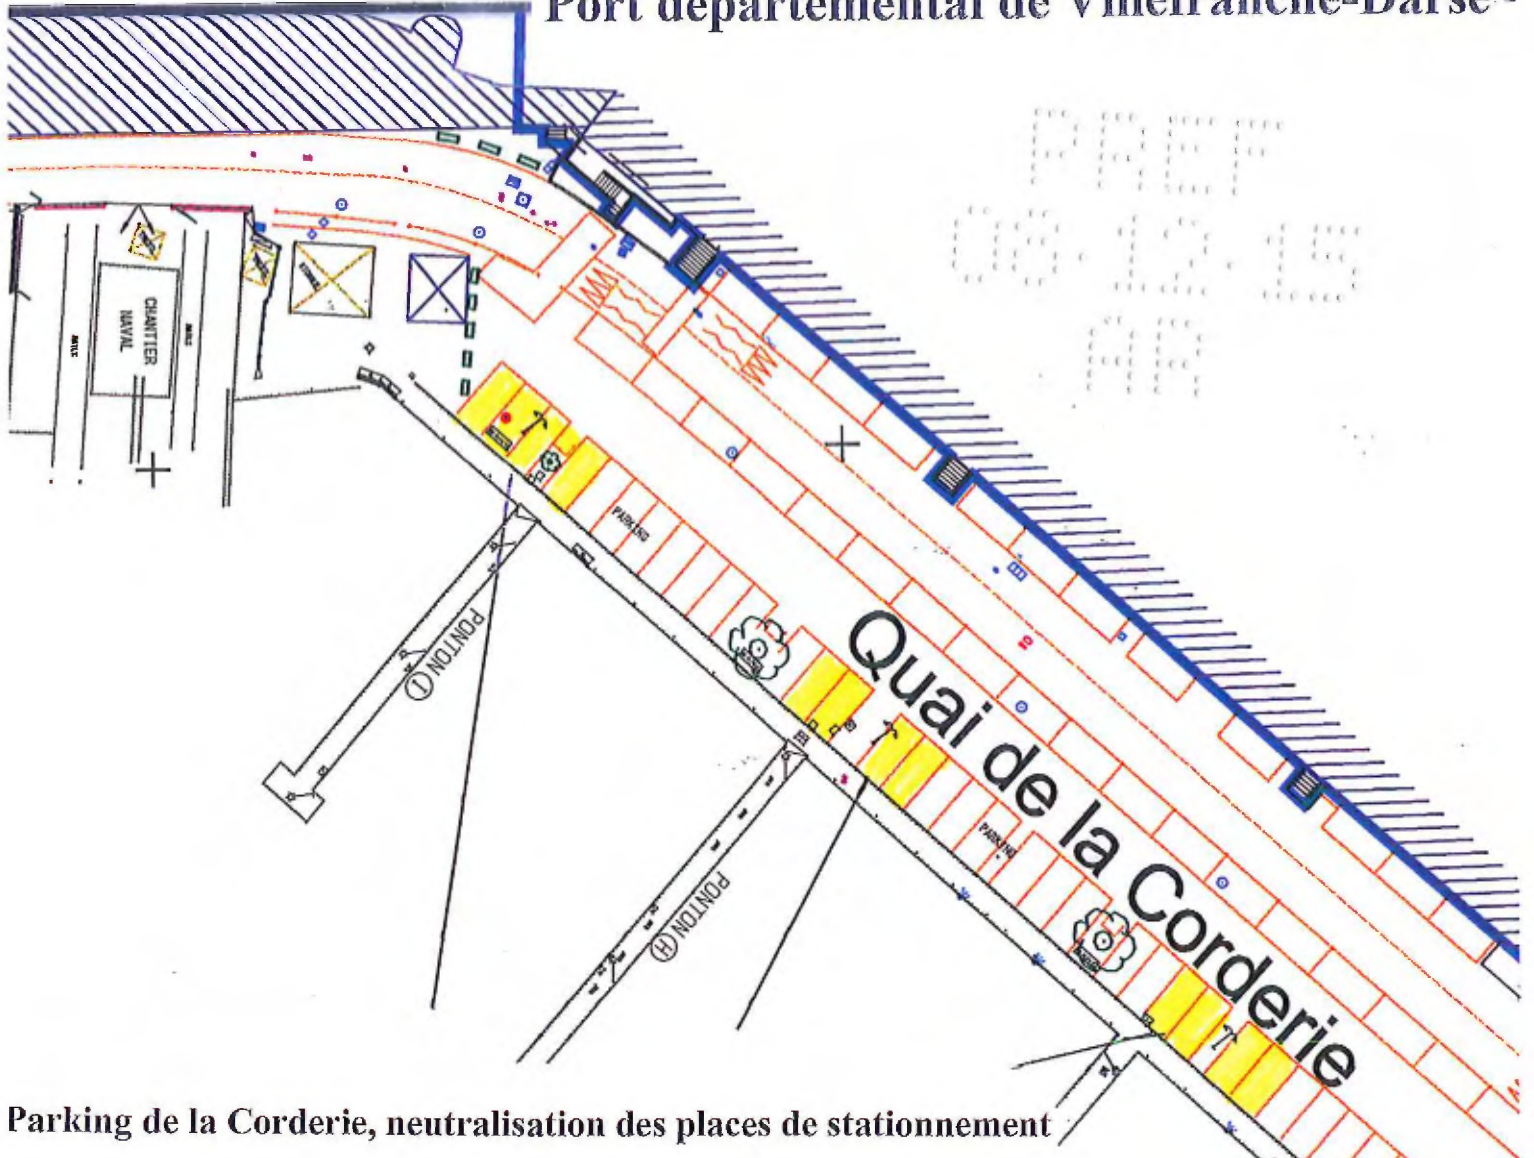 Port départemental de Villefranche-Darse
PREF
08.12.15
AR
CHANTIER
NAVAL
PARKING
PONTON I
Quai de la Corderie
PARKING
PONTON H
Parking de la Corderie, neutralisation des places de stationnement